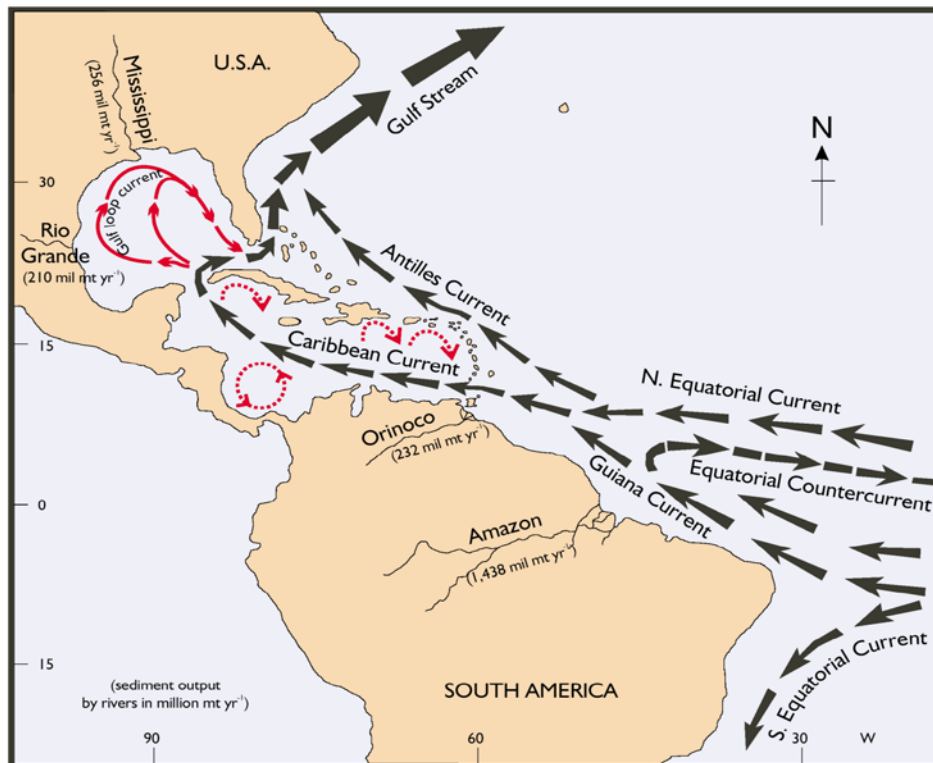 U.S.A.
Mississippi
(256 mil mt yr⁻¹)
Gulf Stream
N
30
Gulf loop current
Rio
Grande
(210 mil mt yr⁻¹)
Antilles Current
15
Caribbean Current
N. Equatorial Current
Orinoco
(232 mil mt yr⁻¹)
Equatorial Countercurrent
Guiana Current
0
Amazon
(1,438 mil mt yr⁻¹)
15
(sediment output
by rivers in million mt yr⁻¹)
SOUTH AMERICA
S. Equatorial Current
90
60
30
W